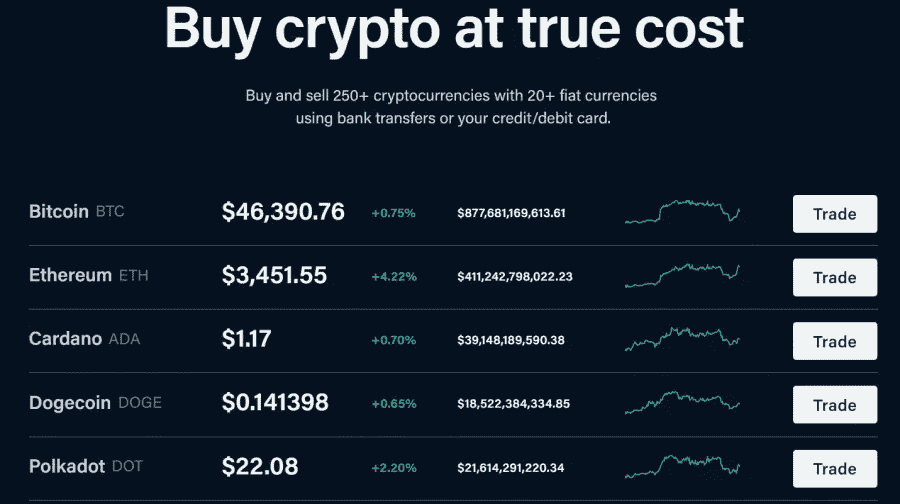 Buy crypto at true cost
Buy and sell 250+ cryptocurrencies with 20+ fiat currencies
using bank transfers or your credit/debit card.
Bitcoin BTC $46,390.76 +0.75% $877,681,169,613.61 Trade
Ethereum ETH $3,451.55 +4.22% $411,242,798,022.23 Trade
Cardano ADA $1.17 +0.70% $39,148,189,590.38 Trade
Dogecoin DOGE $0.141398 +0.65% $18,522,384,334.85 Trade
Polkadot DOT $22.08 +2.20% $21,614,291,220.34 Trade